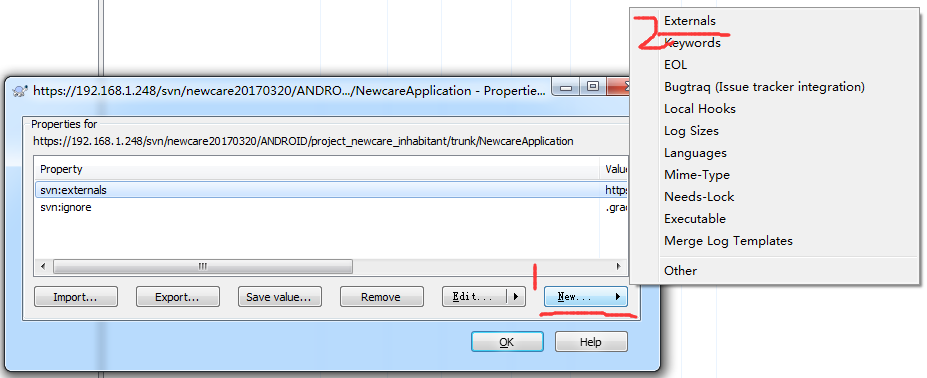 https://192.168.1.248/svn/newcare20170320/ANDRO.../NewcareApplication - Propertie...
Properties for
https://192.168.1.248/svn/newcare20170320/ANDROID/project_newcare_inhabitant/trunk/NewcareApplication
Property Value
svn:externals http
svn:ignore .gra
Import... Export... Save value... Remove Edit... New...
OK Help
1
2
Externals
Keywords
EOL
Bugtraq (Issue tracker integration)
Local Hooks
Log Sizes
Languages
Mime-Type
Needs-Lock
Executable
Merge Log Templates
Other